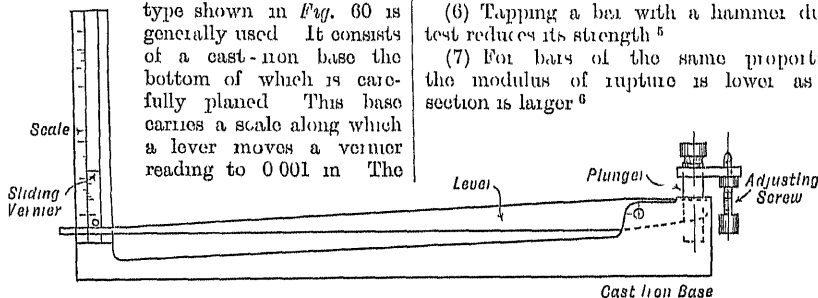 type shown in Fig. 60 is
generally used It consists
of a cast-iron base the
bottom of which is care-
fully planed This base
carries a scale along which
a lever moves a vernier
reading to 0 001 in The
(6) Tapping a bar with a hammer du
test reduces its strength 5
(7) For bars of the same proport
the modulus of rupture is lower as
section is larger 6
Scale
Sliding
Vernier
Lever
Plunger
Adjusting
Screw
Cast Iron Base